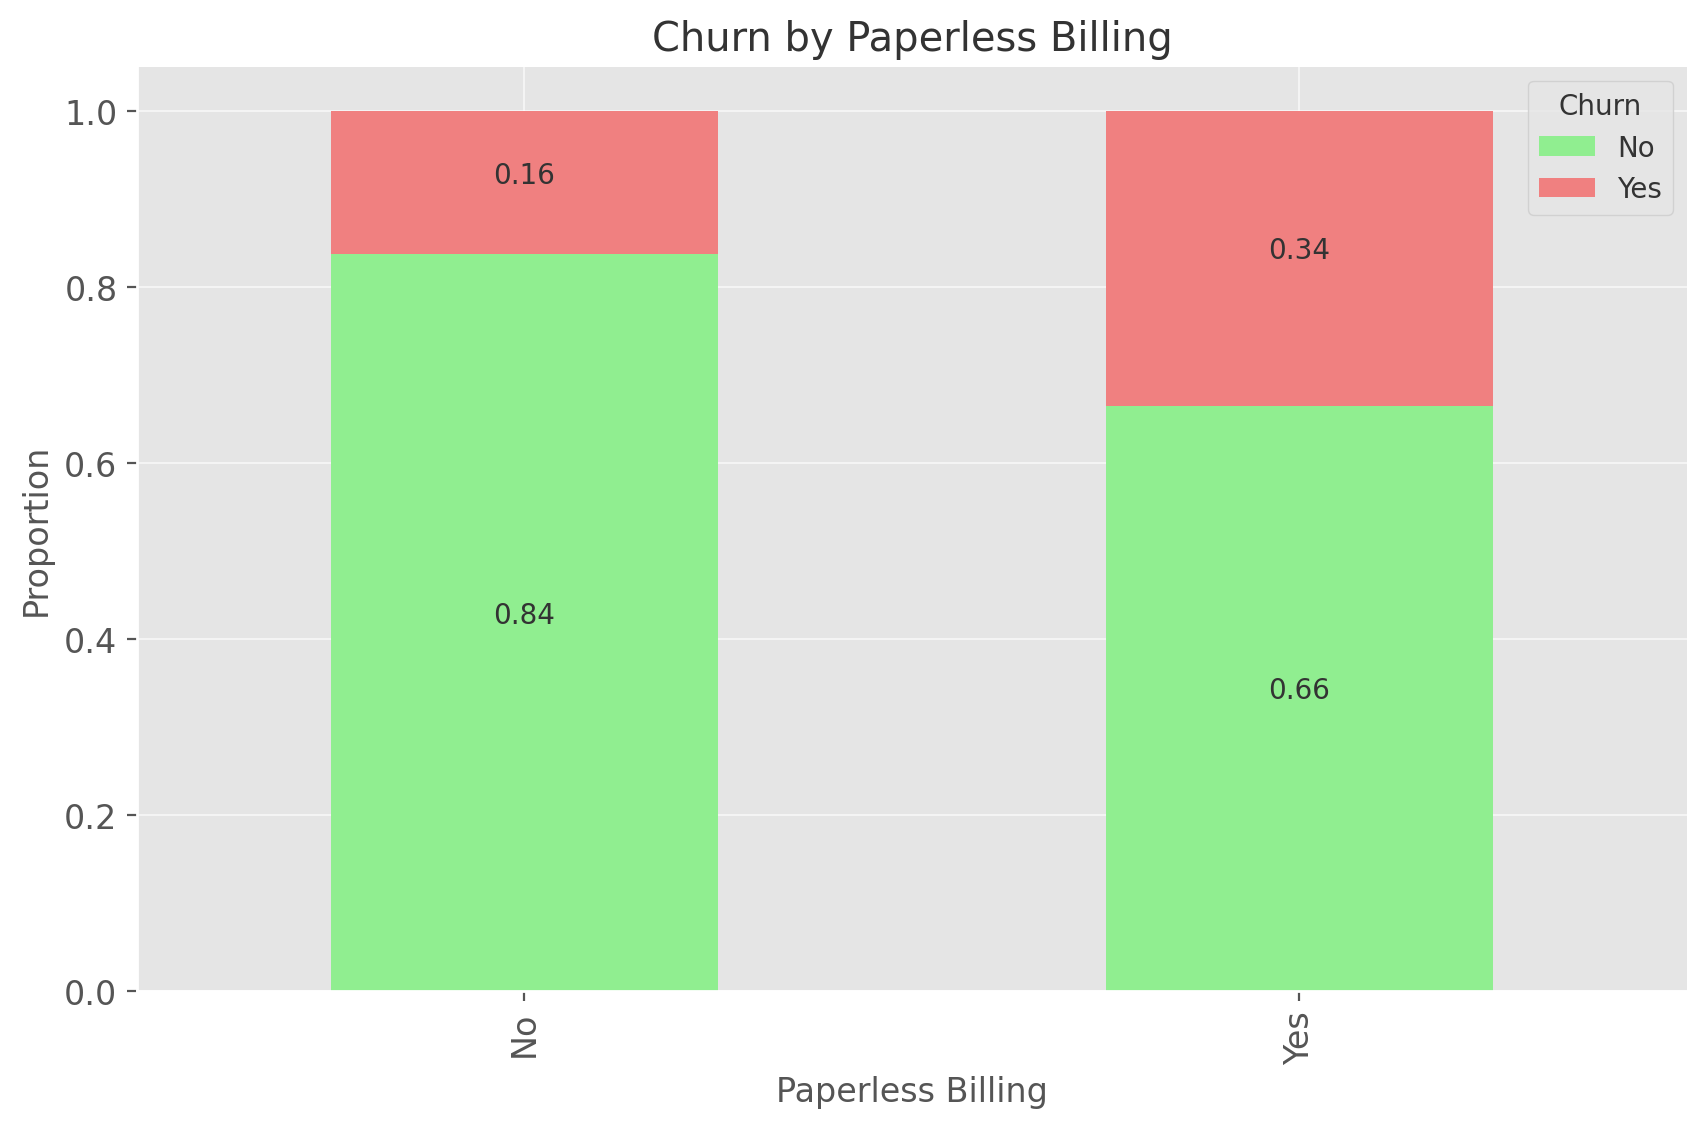 Churn by Paperless Billing
Churn
No
Yes
1.0
0.8
0.6
0.4
0.2
0.0
Proportion
0.16
0.84
0.34
0.66
No
Yes
Paperless Billing